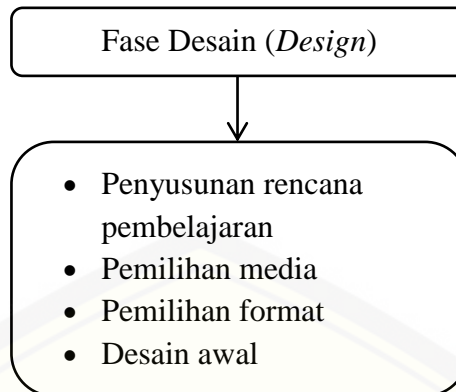 Fase Desain (Design)
• Penyusunan rencana
pembelajaran
• Pemilihan media
• Pemilihan format
• Desain awal